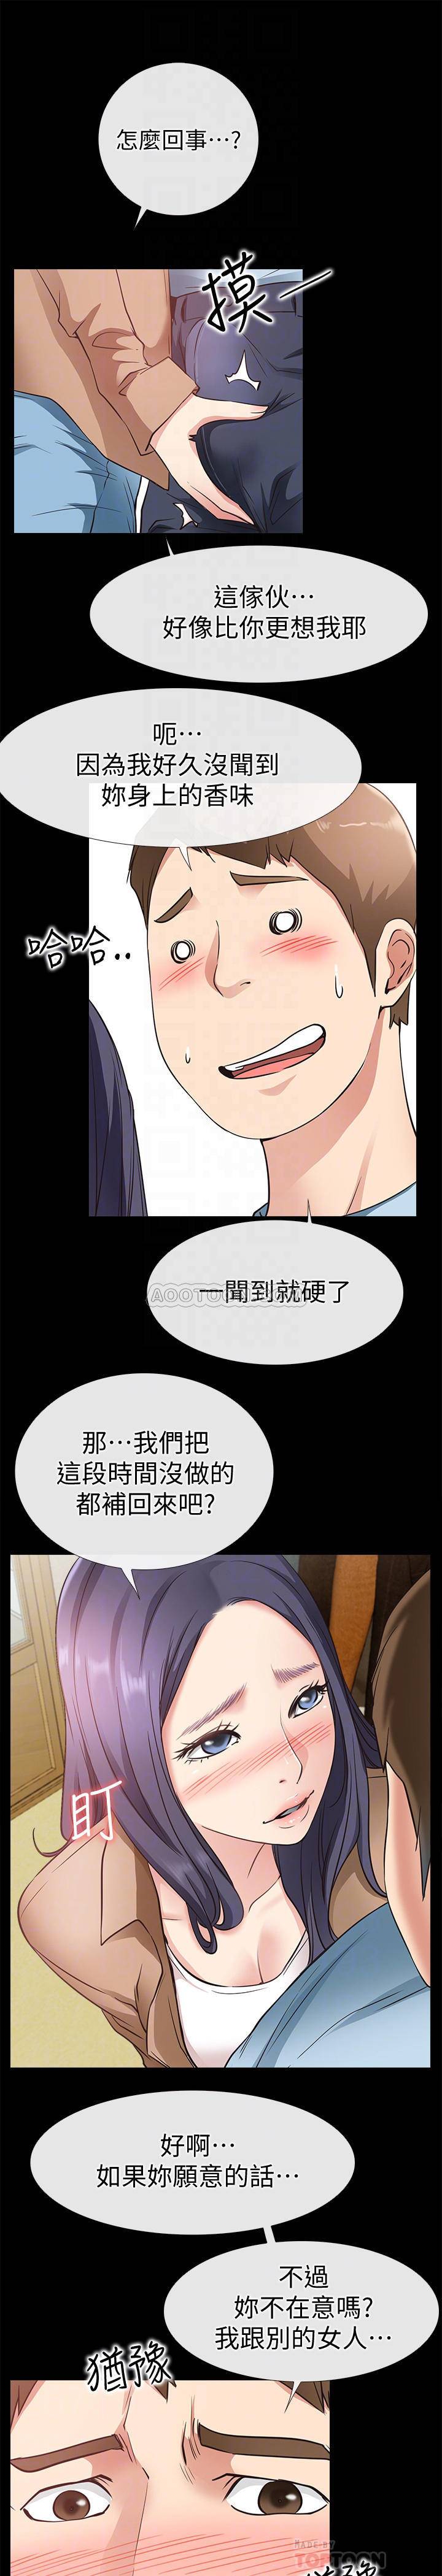 怎麼回事…?
摸
這傢伙…
好像比你更想我耶
呃…
因為我好久沒聞到
妳身上的香味
哈哈..
一聞到就硬了
那…我們把
這段時間沒做的
都補回來吧?
盯
好啊…
如果妳願意的話…
不過
妳不在意嗎?
我跟別的女人…
猶豫
MADE BY
TOPTOON